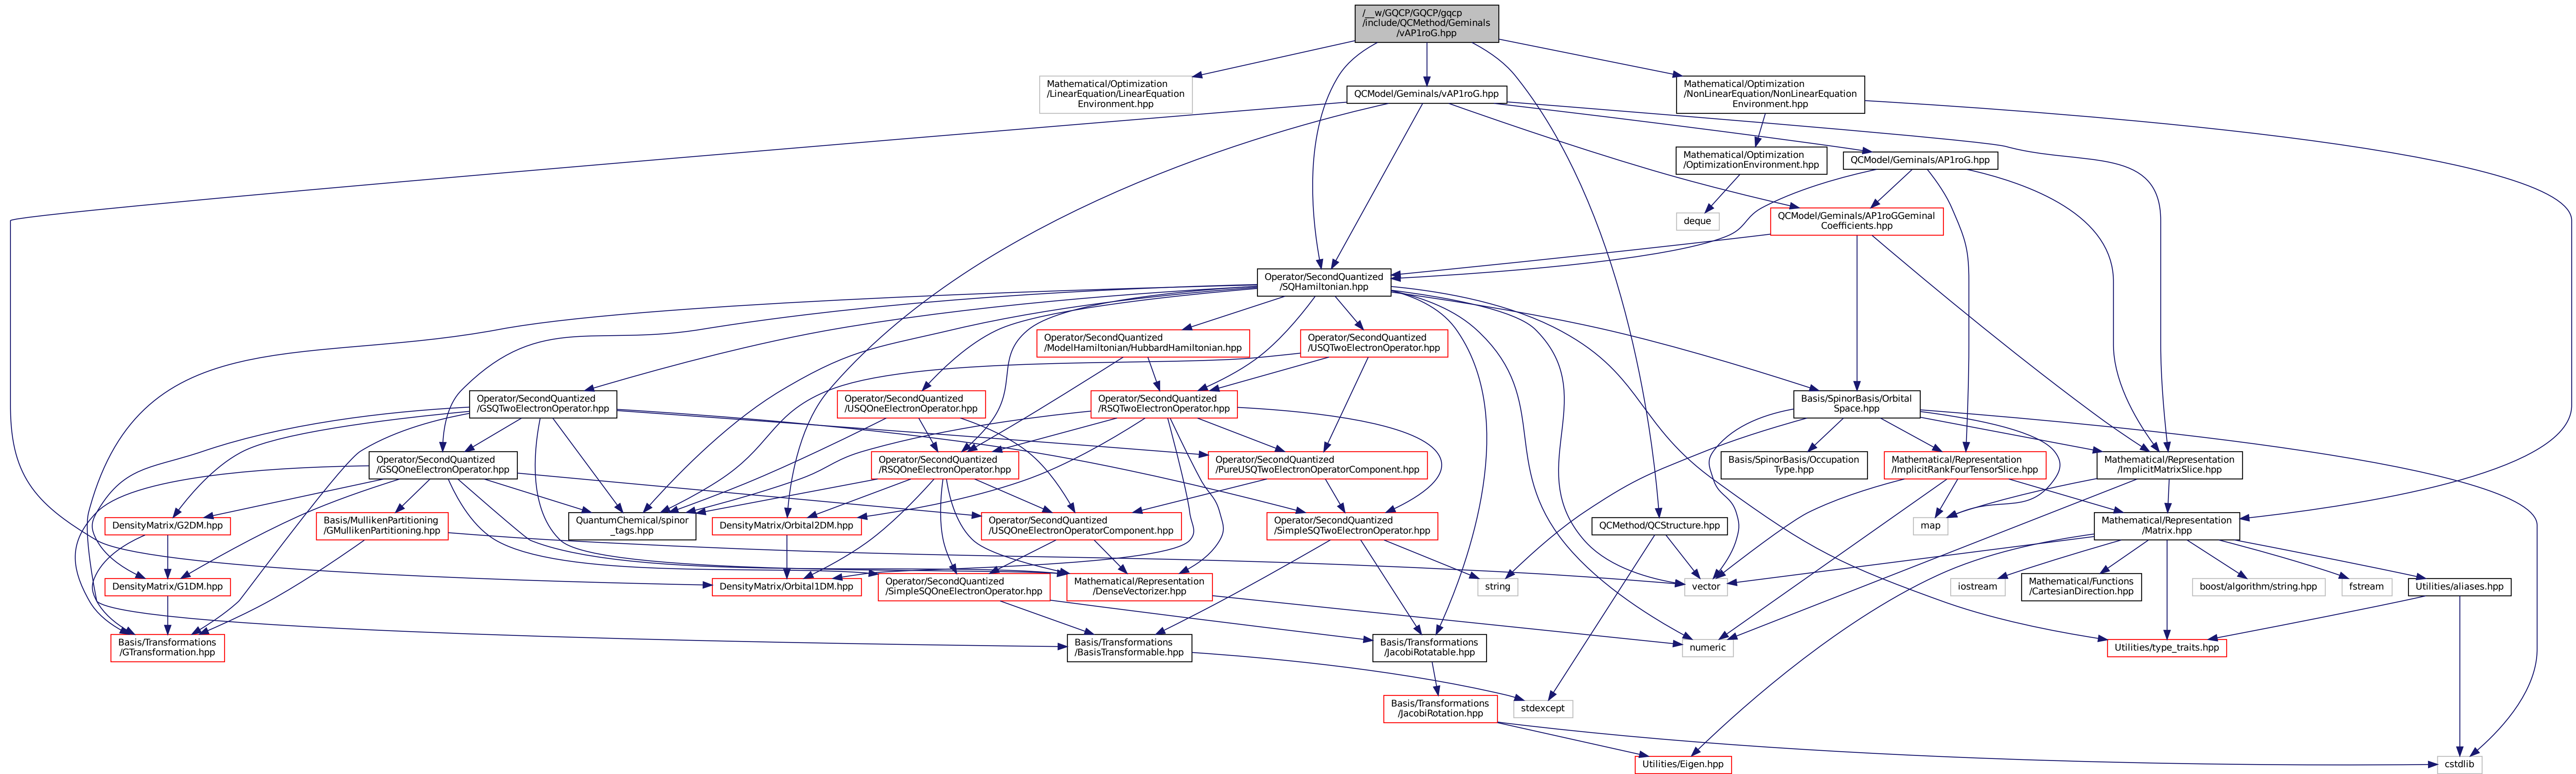 /__w/GQCP/GQCP/gqcp
/include/QCMethod/Geminals
/vAP1roG.hpp
Mathematical/Optimization
/LinearEquation/LinearEquation
Environment.hpp
QCModel/Geminals/vAP1roG.hpp
Mathematical/Optimization
/NonLinearEquation/NonLinearEquation
Environment.hpp
Mathematical/Optimization
/OptimizationEnvironment.hpp
QCModel/Geminals/AP1roG.hpp
deque
QCModel/Geminals/AP1roGGeminal
Coefficients.hpp
Operator/SecondQuantized
/SQHamiltonian.hpp
Operator/SecondQuantized
/ModelHamiltonian/HubbardHamiltonian.hpp
Operator/SecondQuantized
/USQTwoElectronOperator.hpp
Operator/SecondQuantized
/GSQTwoElectronOperator.hpp
Operator/SecondQuantized
/USQOneElectronOperator.hpp
Operator/SecondQuantized
/RSQTwoElectronOperator.hpp
Basis/SpinorBasis/Orbital
Space.hpp
Operator/SecondQuantized
/GSQOneElectronOperator.hpp
Operator/SecondQuantized
/RSQOneElectronOperator.hpp
Operator/SecondQuantized
/PureUSQTwoElectronOperatorComponent.hpp
Basis/SpinorBasis/Occupation
Type.hpp
Mathematical/Representation
/ImplicitRankFourTensorSlice.hpp
Mathematical/Representation
/ImplicitMatrixSlice.hpp
DensityMatrix/G2DM.hpp
Basis/MullikenPartitioning
/GMullikenPartitioning.hpp
QuantumChemical/spinor
_tags.hpp
DensityMatrix/Orbital2DM.hpp
Operator/SecondQuantized
/USQOneElectronOperatorComponent.hpp
Operator/SecondQuantized
/SimpleSQTwoElectronOperator.hpp
QCMethod/QCStructure.hpp
map
Mathematical/Representation
/Matrix.hpp
DensityMatrix/G1DM.hpp
DensityMatrix/Orbital1DM.hpp
Operator/SecondQuantized
/SimpleSQOneElectronOperator.hpp
Mathematical/Representation
/DenseVectorizer.hpp
string
vector
iostream
Mathematical/Functions
/CartesianDirection.hpp
boost/algorithm/string.hpp
fstream
Utilities/aliases.hpp
Basis/Transformations
/GTransformation.hpp
Basis/Transformations
/BasisTransformable.hpp
Basis/Transformations
/JacobiRotatable.hpp
numeric
Utilities/type_traits.hpp
Basis/Transformations
/JacobiRotation.hpp
stdexcept
Utilities/Eigen.hpp
cstdlib